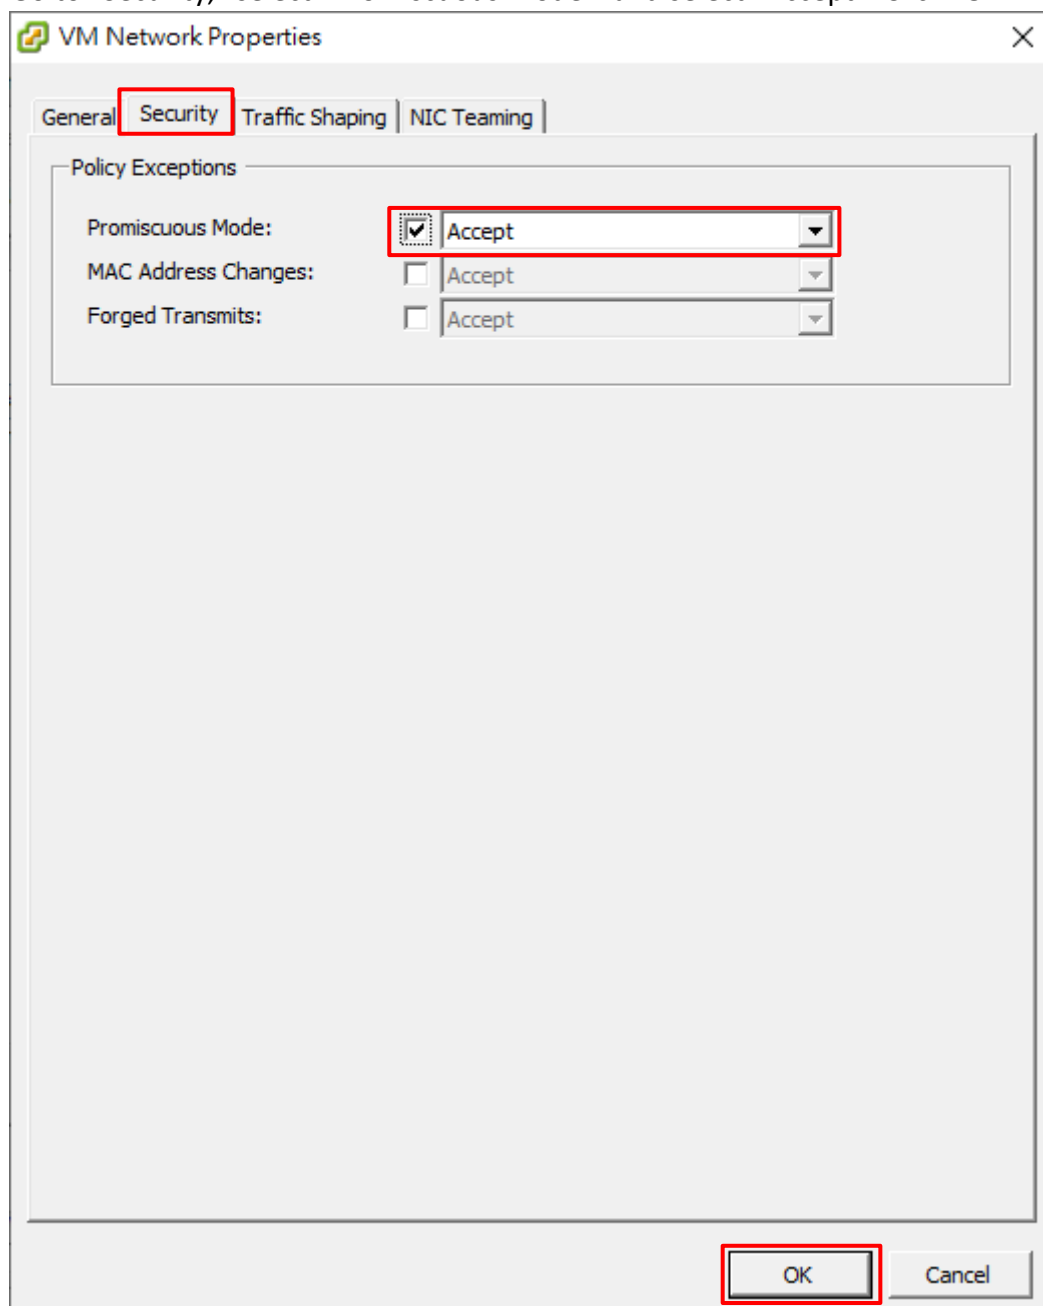 VM Network Properties
General Security Traffic Shaping NIC Teaming
Policy Exceptions
Promiscuous Mode: Accept
MAC Address Changes: Accept
Forged Transmits: Accept
OK Cancel